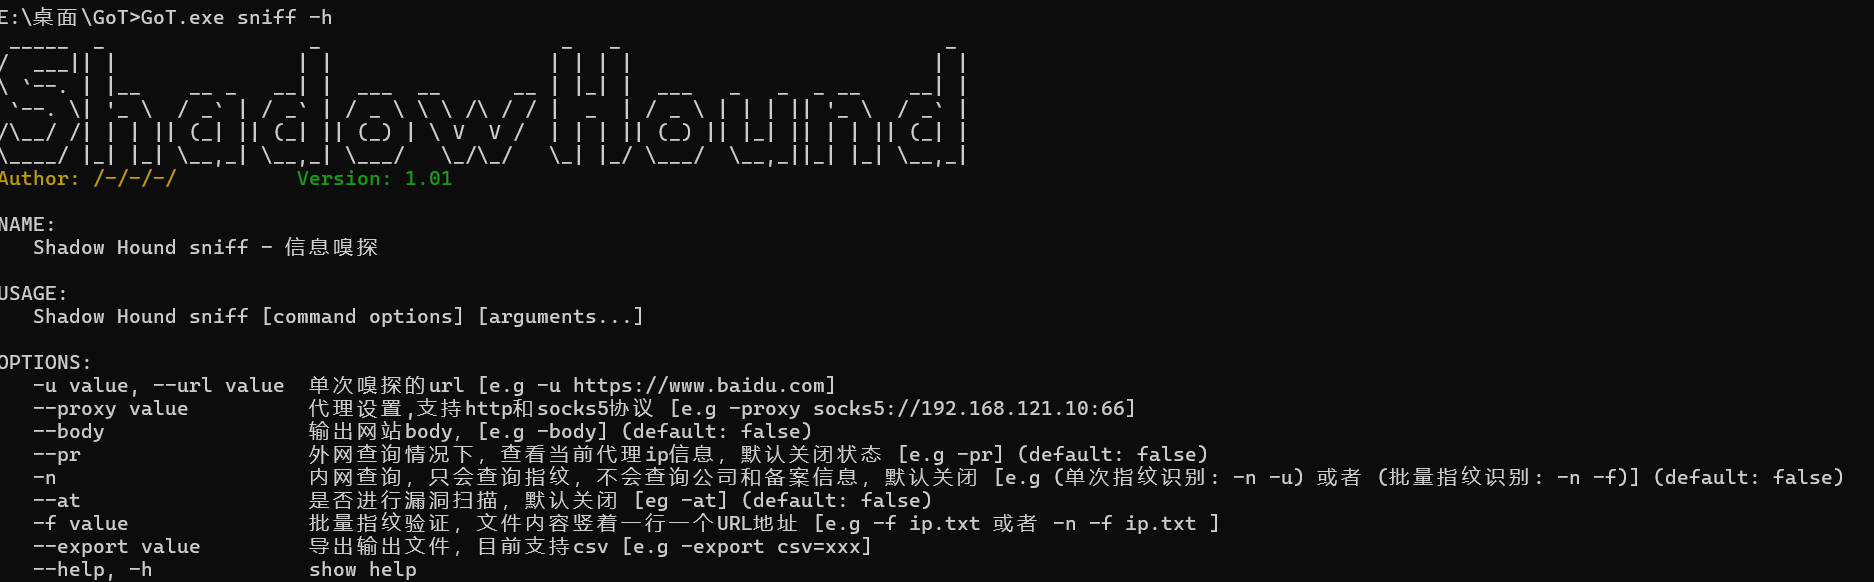 E:\桌面\GoT>GoT.exe sniff -h
Shadow Hound
Author: /-/-/-/ Version: 1.01
NAME:
Shadow Hound sniff - 信息嗅探
USAGE:
Shadow Hound sniff [command options] [arguments...]
OPTIONS:
-u value, --url value 单次嗅探的url [e.g -u https://www.baidu.com]
--proxy value 代理设置,支持http和socks5协议 [e.g -proxy socks5://192.168.121.10:66]
--body 输出网站body，[e.g -body] (default: false)
--pr 外网查询情况下，查看当前代理ip信息，默认关闭状态 [e.g -pr] (default: false)
-n 内网查询，只会查询指纹，不会查询公司和备案信息，默认关闭 [e.g (单次指纹识别: -n -u) 或者 (批量指纹识别: -n -f)] (default: false)
--at 是否进行漏洞扫描，默认关闭 [eg -at] (default: false)
-f value 批量指纹验证，文件内容竖着一行一个URL地址 [e.g -f ip.txt 或者 -n -f ip.txt ]
--export value 导出输出文件，目前支持csv [e.g -export csv=xxx]
--help, -h show help